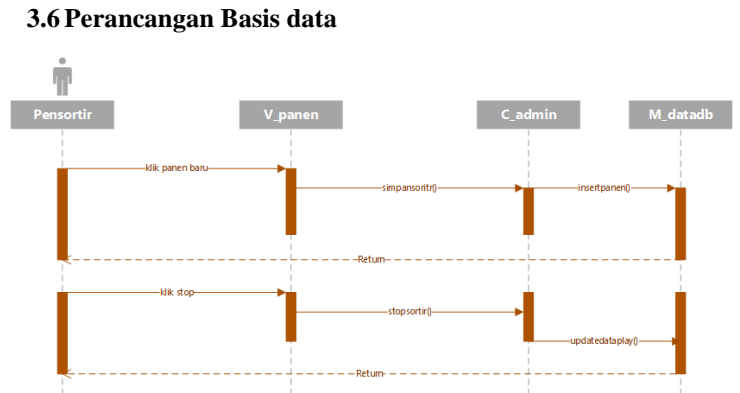 3.6 Perancangan Basis data
Pensortir
V_panen
C_admin
M_datadb
klik panen baru
simpansoritr()
insertpanen()
Return
klik stop
stopsortir()
updatedataplay()
Return